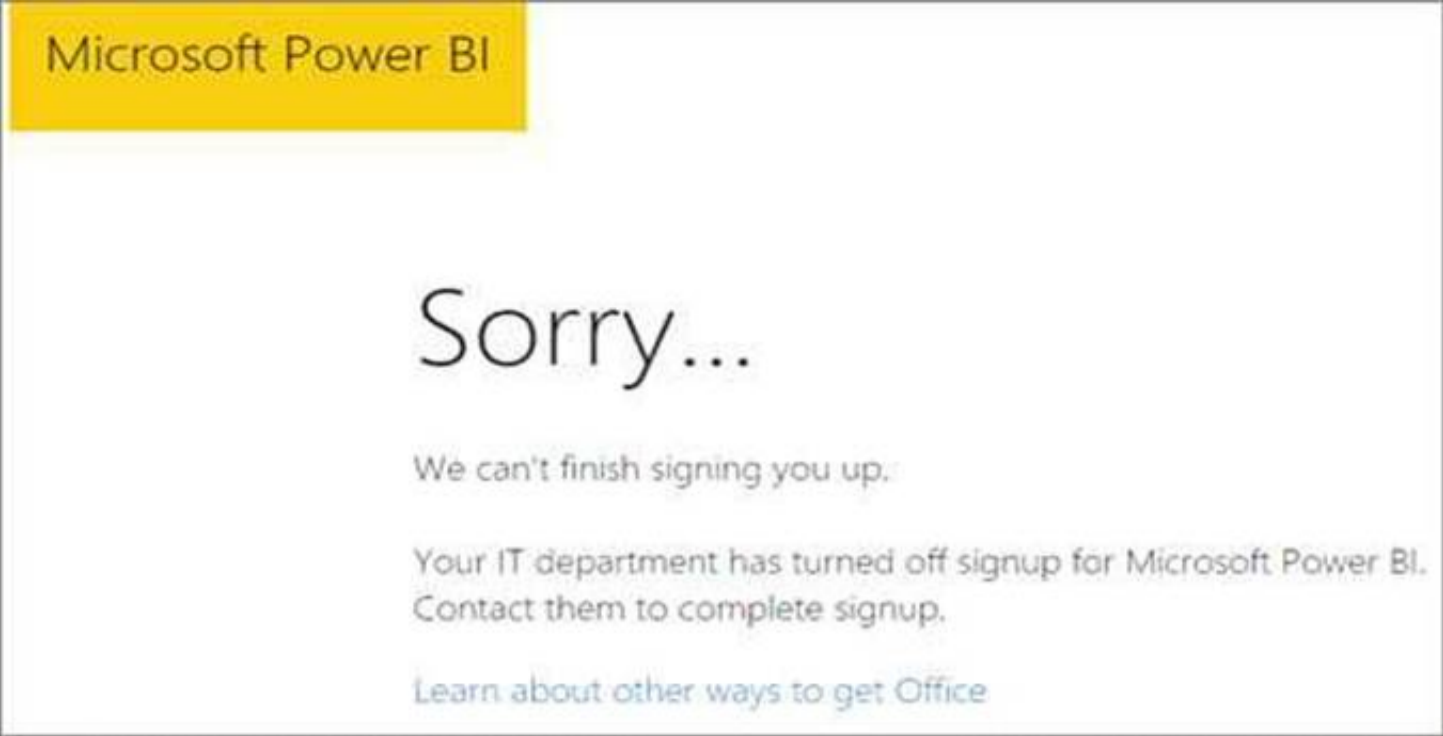 Microsoft Power BI
Sorry...
We can't finish signing you up.
Your IT department has turned off signup for Microsoft Power BI.
Contact them to complete signup.
Learn about other ways to get Office